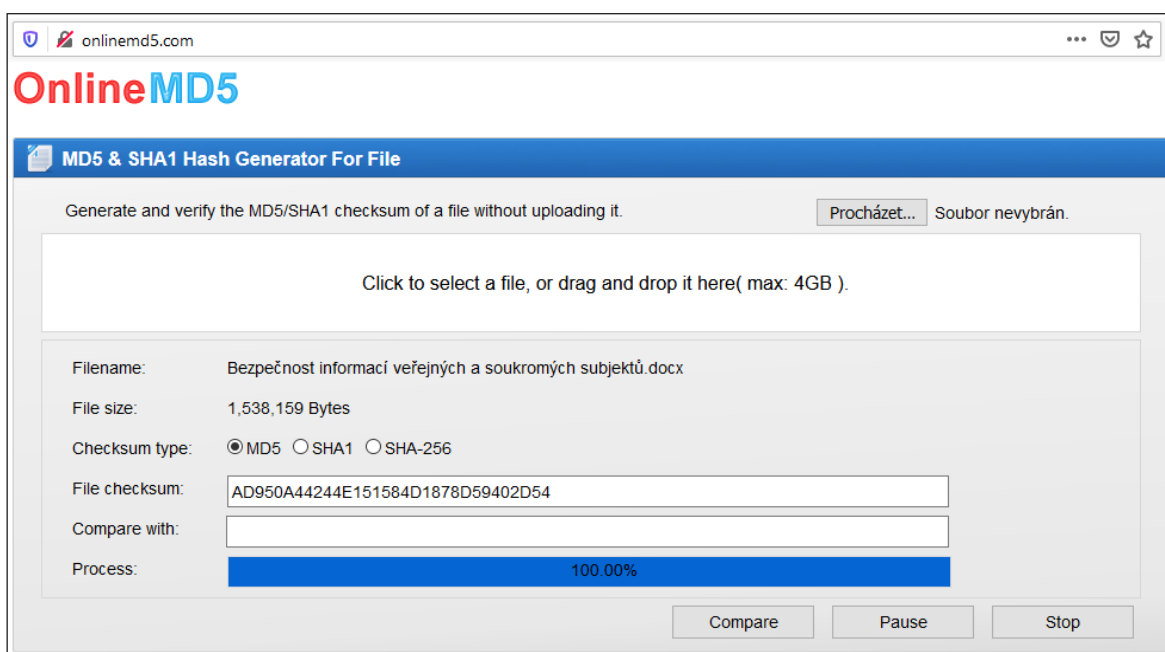 onlinemd5.com
OnlineMD5
MD5 & SHA1 Hash Generator For File
Generate and verify the MD5/SHA1 checksum of a file without uploading it. Procházet... Soubor nevybrán.
Click to select a file, or drag and drop it here( max: 4GB ).
Filename: Bezpečnost informací veřejných a soukromých subjektů.docx
File size: 1,538,159 Bytes
Checksum type: MD5 SHA1 SHA-256
File checksum: AD950A44244E151584D1878D59402D54
Compare with:
Process: 100.00%
Compare Pause Stop